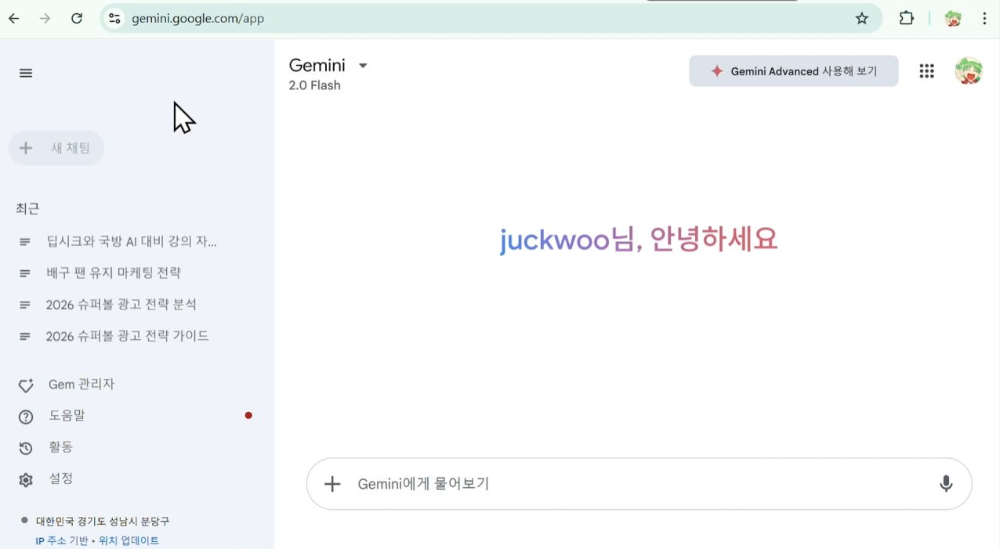 gemini.google.com/app
Gemini
2.0 Flash
Gemini Advanced 사용해 보기
새 채팅
최근
딥시크와 국방 AI 대비 강의 자...
배구 팬 유지 마케팅 전략
2026 슈퍼볼 광고 전략 분석
2026 슈퍼볼 광고 전략 가이드
Gem 관리자
도움말
활동
설정
대한민국 경기도 성남시 분당구
IP 주소 기반 • 위치 업데이트
juckwoo님, 안녕하세요
Gemini에게 물어보기